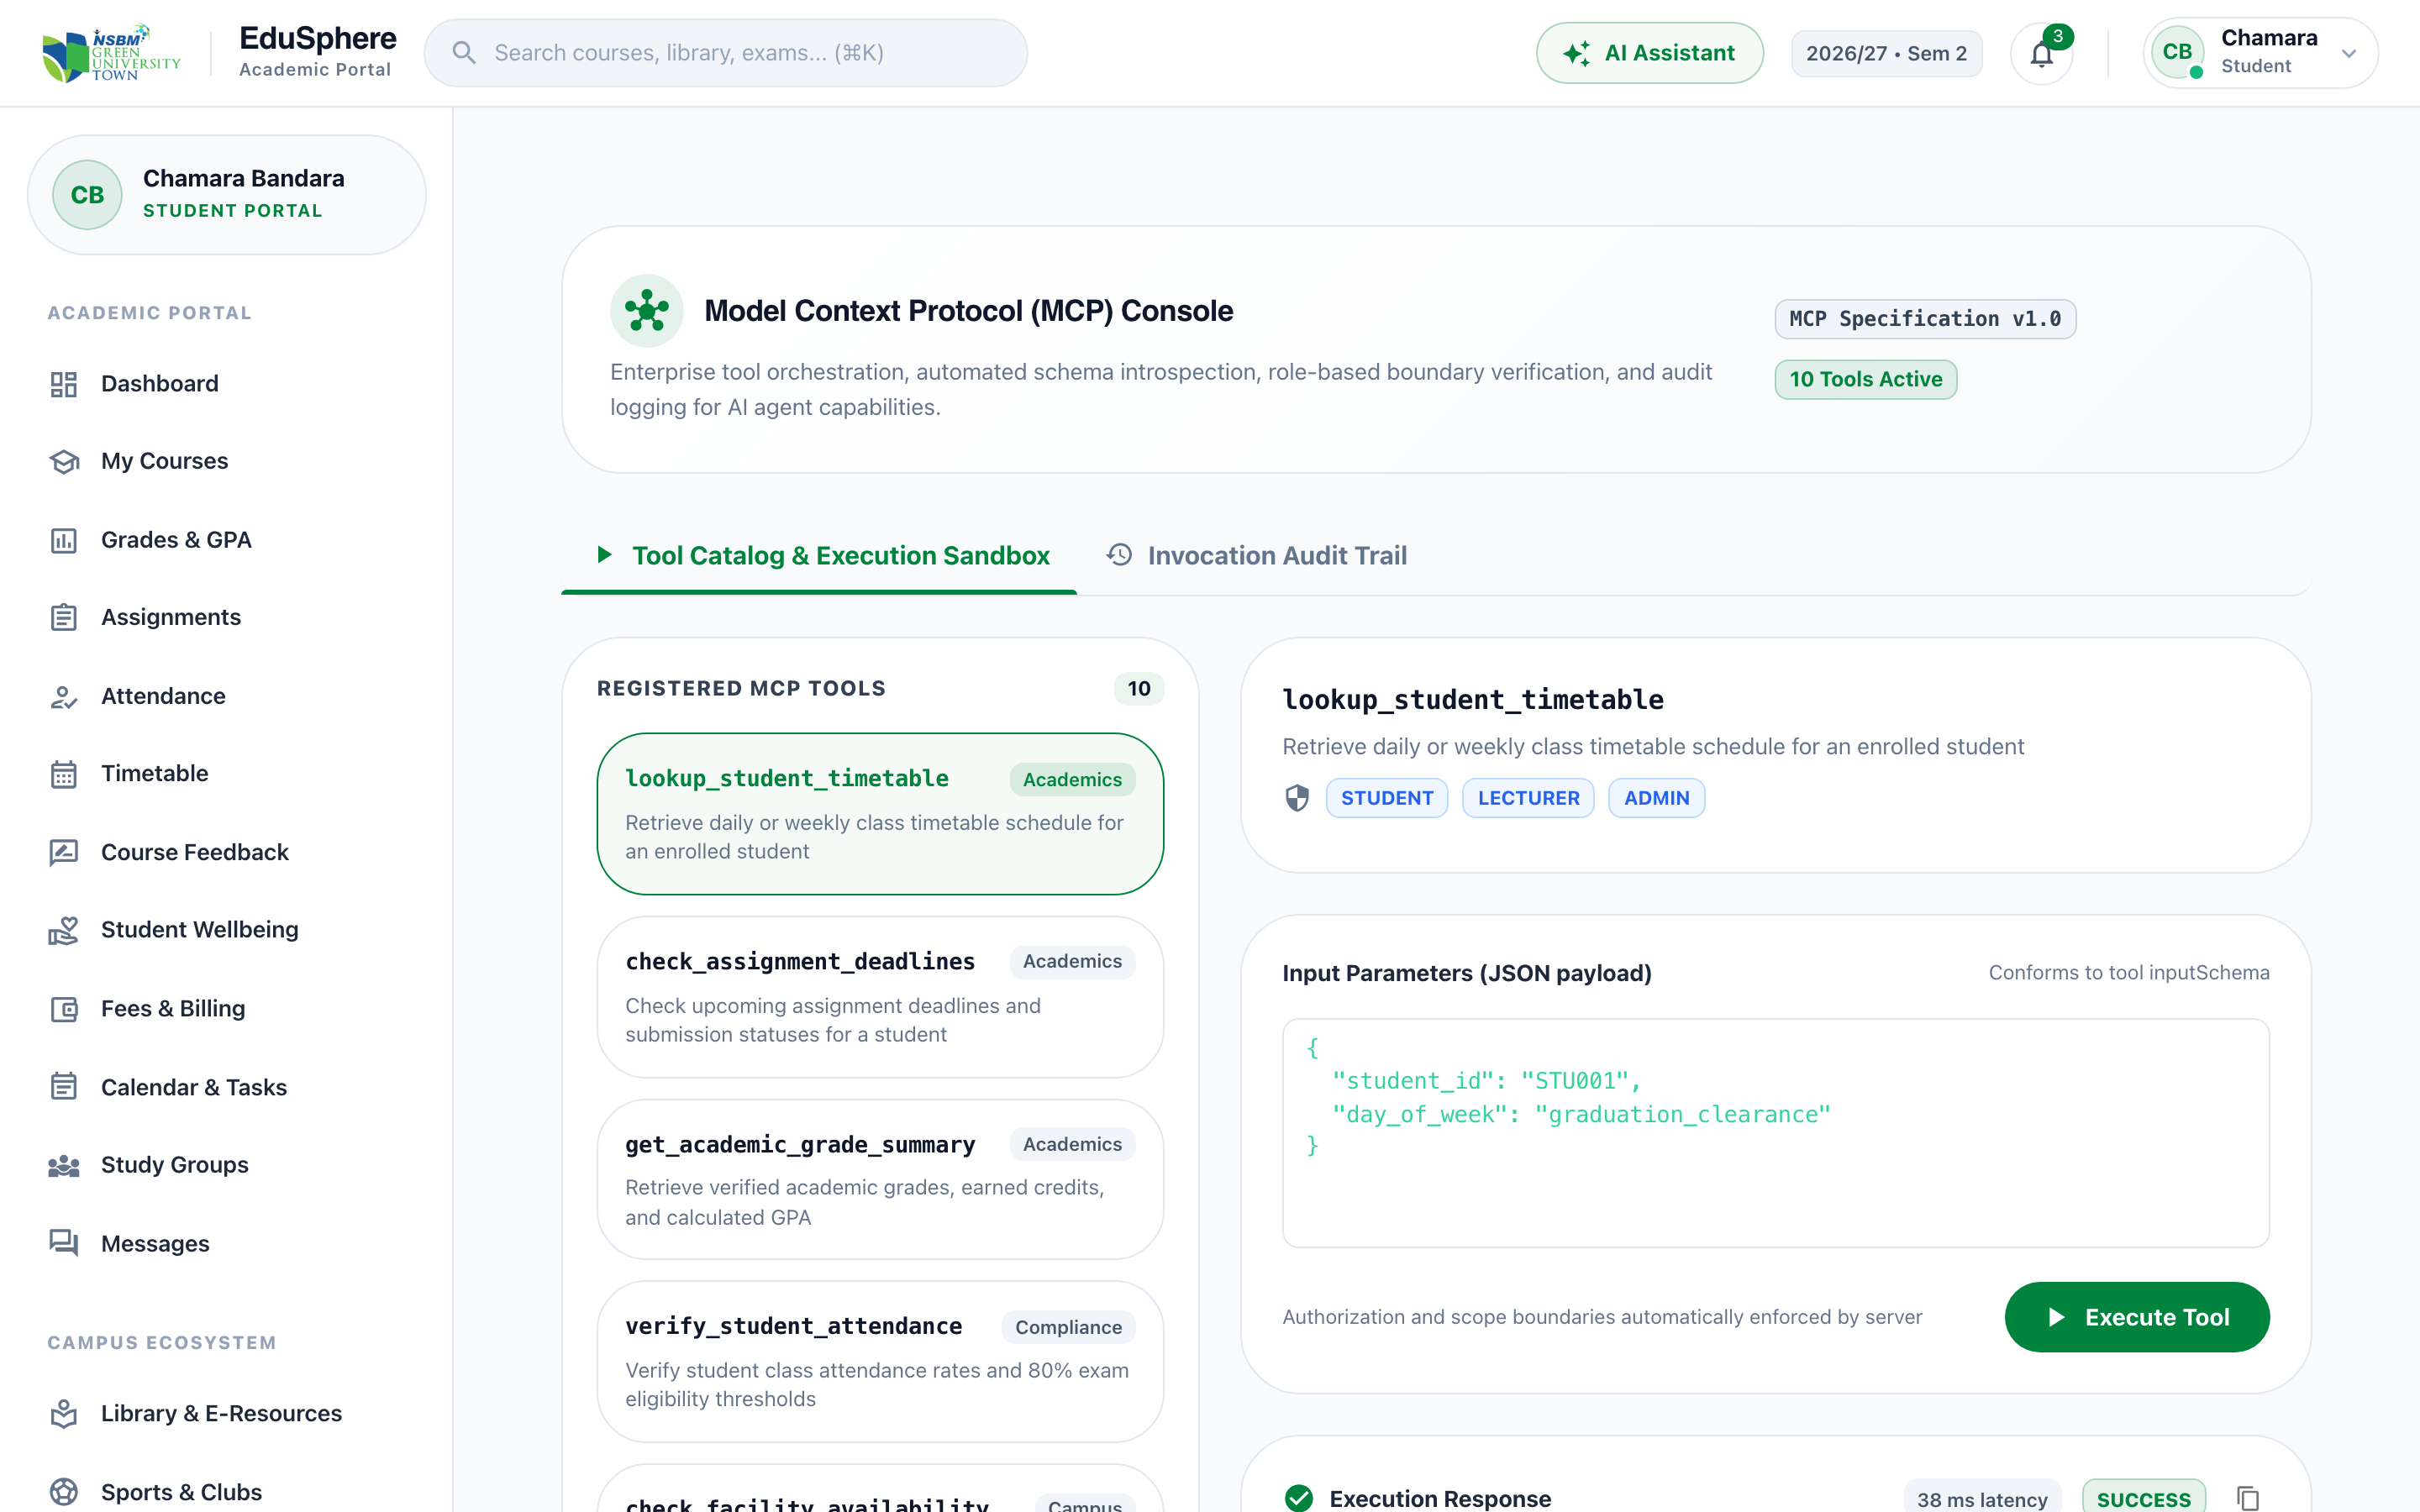 NSBM
GREEN
UNIVERSITY
TOWN
EduSphere
Academic Portal
Search courses, library, exams... (⌘K)
AI Assistant
2026/27 • Sem 2
3
CB
Chamara
Student
CB
Chamara Bandara
STUDENT PORTAL
ACADEMIC PORTAL
Dashboard
My Courses
Grades & GPA
Assignments
Attendance
Timetable
Course Feedback
Student Wellbeing
Fees & Billing
Calendar & Tasks
Study Groups
Messages
CAMPUS ECOSYSTEM
Library & E-Resources
Sports & Clubs
Model Context Protocol (MCP) Console
Enterprise tool orchestration, automated schema introspection, role-based boundary verification, and audit
logging for AI agent capabilities.
MCP Specification v1.0
10 Tools Active
Tool Catalog & Execution Sandbox
Invocation Audit Trail
REGISTERED MCP TOOLS
10
lookup_student_timetable
Academics
Retrieve daily or weekly class timetable schedule for
an enrolled student
check_assignment_deadlines
Academics
Check upcoming assignment deadlines and
submission statuses for a student
get_academic_grade_summary
Academics
Retrieve verified academic grades, earned credits,
and calculated GPA
verify_student_attendance
Compliance
Verify student class attendance rates and 80% exam
eligibility thresholds
check_facility_availability
Campus
lookup_student_timetable
Retrieve daily or weekly class timetable schedule for an enrolled student
STUDENT
LECTURER
ADMIN
Input Parameters (JSON payload)
Conforms to tool inputSchema
{
"student_id": "STU001",
"day_of_week": "graduation_clearance"
}
Authorization and scope boundaries automatically enforced by server
Execute Tool
Execution Response
38 ms latency
SUCCESS